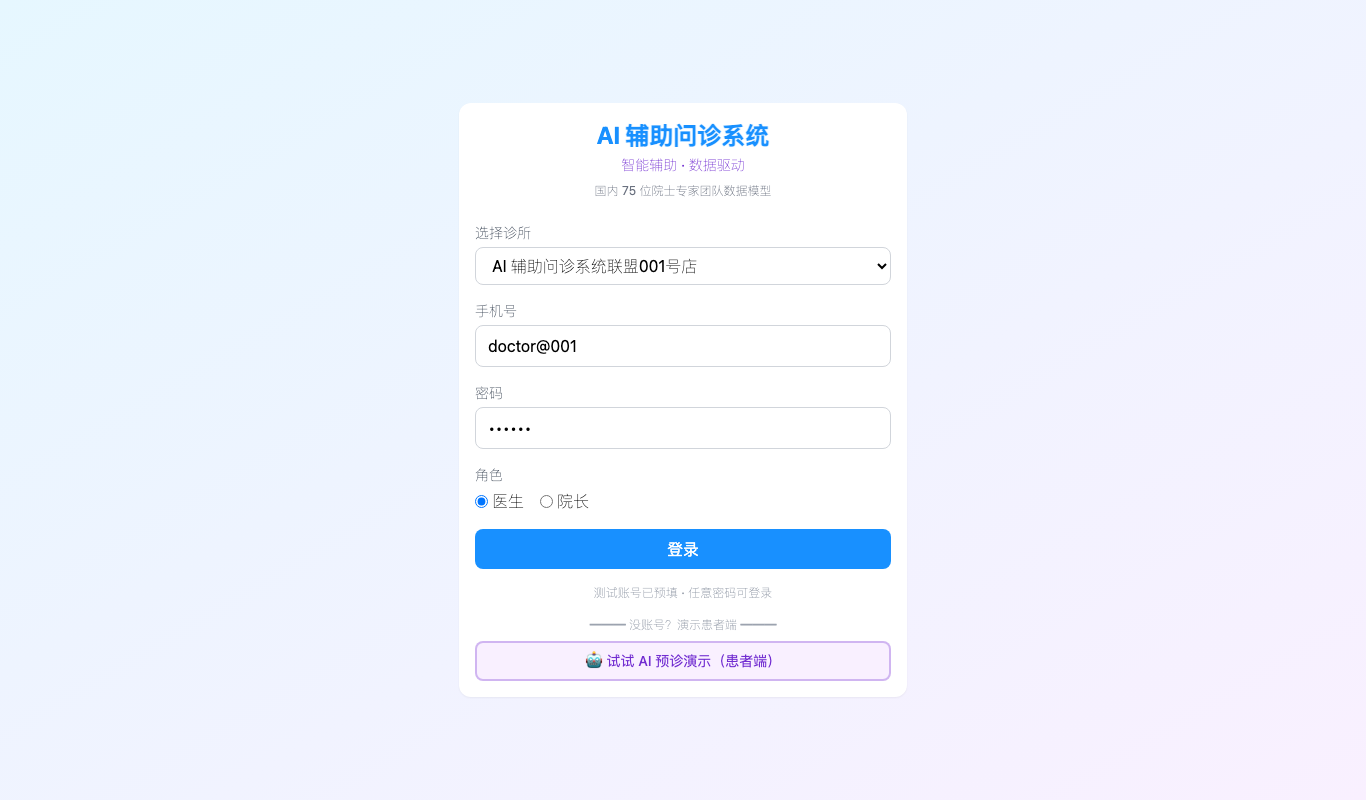 AI 辅助问诊系统
智能辅助 · 数据驱动
国内 75 位院士专家团队数据模型
选择诊所
AI 辅助问诊系统联盟001号店
手机号
doctor@001
密码
••••••
角色
医生 院长
登录
测试账号已预填 · 任意密码可登录
—— 没账号？演示患者端 ——
🤖 试试 AI 预诊演示（患者端）